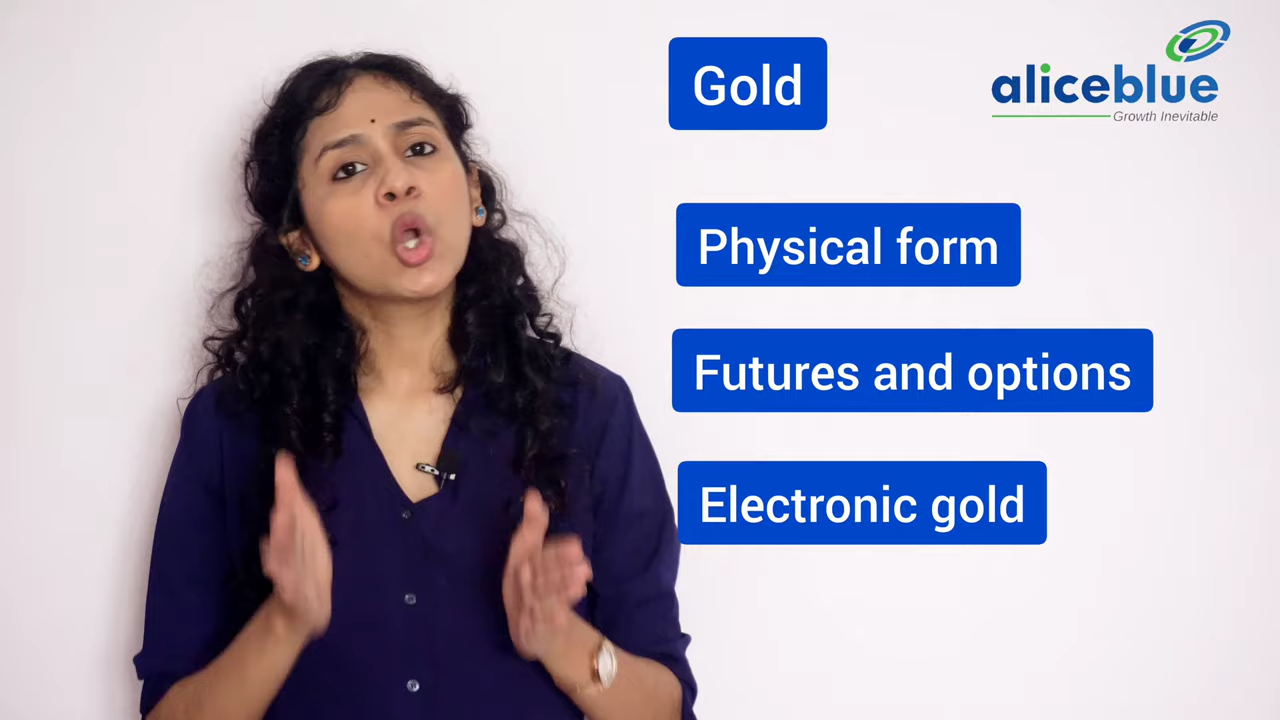 Gold
aliceblue
Growth Inevitable
Physical form
Futures and options
Electronic gold